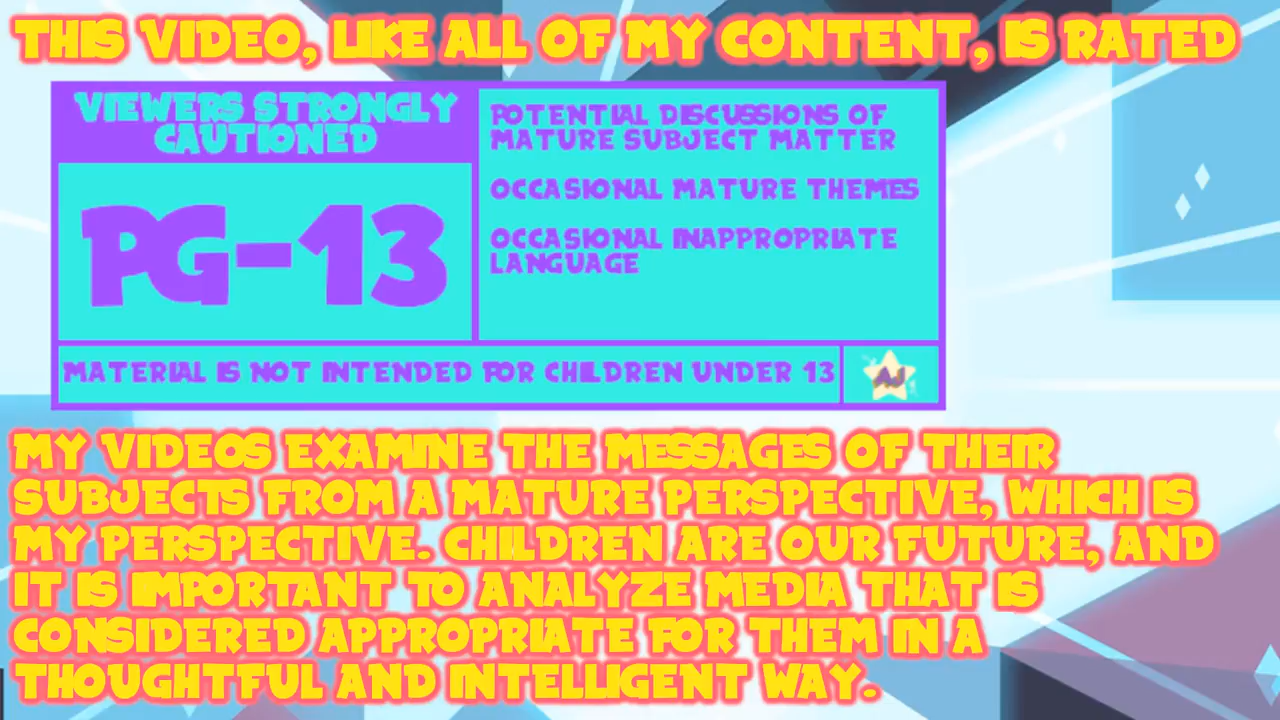 THIS VIDEO, LIKE ALL OF MY CONTENT, IS RATED
VIEWERS STRONGLY
CAUTIONED
PG-13
POTENTIAL DISCUSSIONS OF
MATURE SUBJECT MATTER
OCCASIONAL MATURE THEMES
OCCASIONAL INAPPROPRIATE
LANGUAGE
MATERIAL IS NOT INTENDED FOR CHILDREN UNDER 13
AJ
MY VIDEOS EXAMINE THE MESSAGES OF THEIR
SUBJECTS FROM A MATURE PERSPECTIVE, WHICH IS
MY PERSPECTIVE. CHILDREN ARE OUR FUTURE, AND
IT IS IMPORTANT TO ANALYZE MEDIA THAT IS
CONSIDERED APPROPRIATE FOR THEM IN A
THOUGHTFUL AND INTELLIGENT WAY.